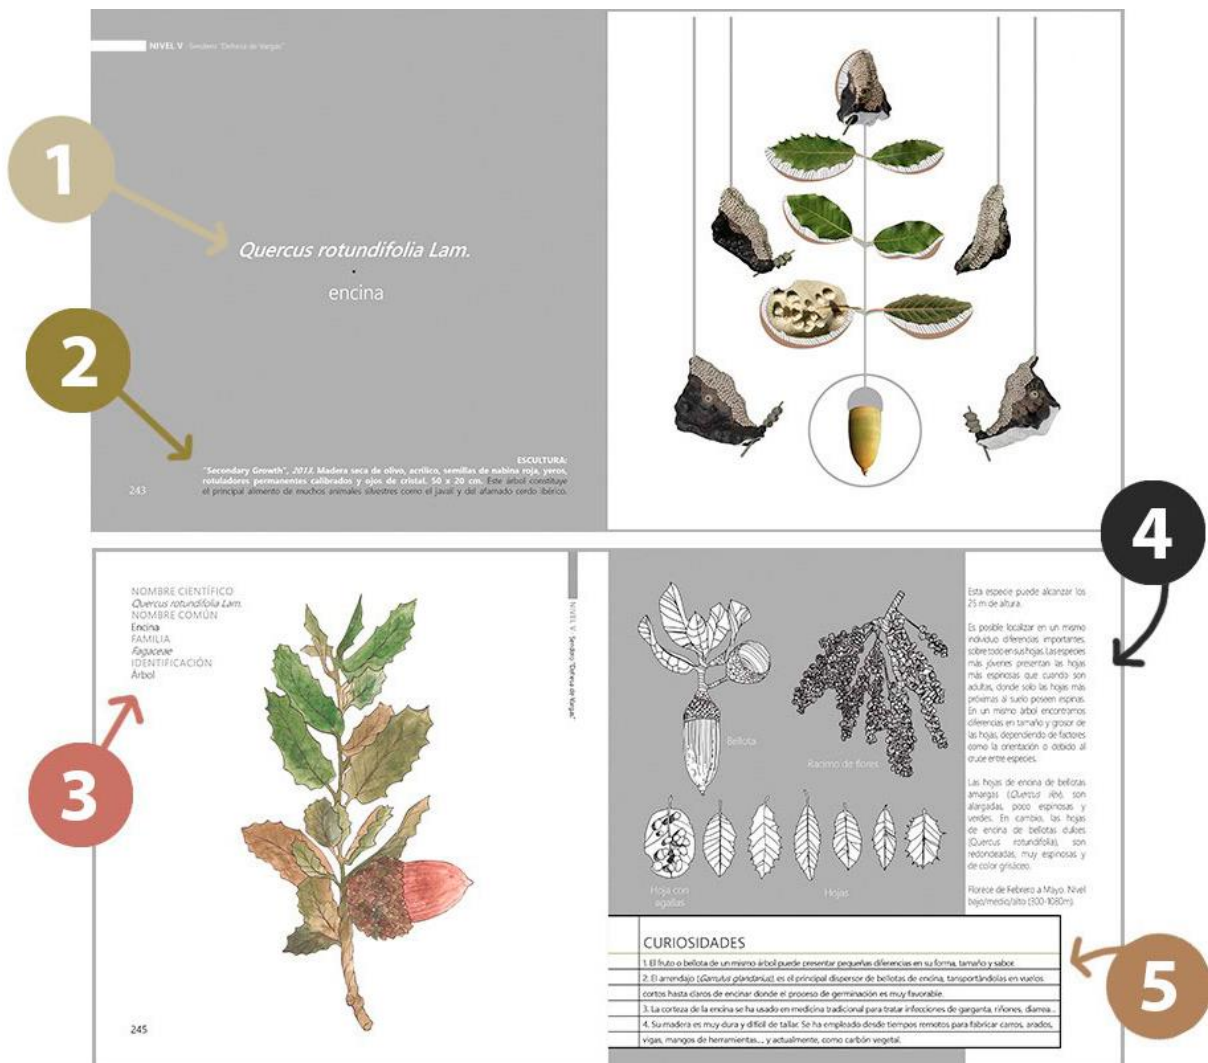 NIVEL V Sendero "Dehesa de Vargas"
1
Quercus rotundifolia Lam.
encina
2
ESCULTURA:
"Secondary Growth", 2013. Madera seca de olivo, acrílico, semillas de nabina roja, yeros,
rotuladores permanentes calibrados y ojos de cristal. 50 x 20 cm. Este árbol constituye
el principal alimento de muchos animales silvestres como el javalí y del afamado cerdo ibérico.
243
4
NOMBRE CIENTÍFICO
Quercus rotundifolia Lam.
NOMBRE COMÚN
Encina
FAMILIA
Fagaceae
IDENTIFICACIÓN
Árbol
3
245
NIVEL V Sendero "Dehesa de Vargas"
Bellota
Racimo de flores
Hoja con
agallas
Hojas
Esta especie puede alcanzar los
25 m de altura.
Es posible localizar en un mismo
individuo diferencias importantes,
sobre todo en sus hojas. Las especies
más jóvenes presentan las hojas
más espinosas que cuando son
adultas, donde solo las hojas más
próximas al suelo poseen espinas.
En un mismo árbol encontramos
diferencias en tamaño y grosor de
las hojas, dependiendo de factores
como la orientación o debido al
cruce entre especies.
Las hojas de encina de bellotas
amargas (Quercus ilex), son
alargadas, poco espinosas y
verdes. En cambio, las hojas
de encina de bellotas dulces
(Quercus rotundifolia), son
redondeadas, muy espinosas y
de color grisáceo.
Florece de Febrero a Mayo. Nivel
bajo/medio/alto (300-1080m).
CURIOSIDADES
1. El fruto o bellota de un mismo árbol puede presentar pequeñas diferencias en su forma, tamaño y sabor.
2. El arrendajo (Garrulus glandarius), es el principal dispersor de bellotas de encina, tansportándolas en vuelos
cortos hasta claros de encinar donde el proceso de germinación es muy favorable.
3. La corteza de la encina se ha usado en medicina tradicional para tratar infecciones de garganta, riñones, diarrea...
4. Su madera es muy dura y difícil de tallar. Se ha empleado desde tiempos remotos para fabricar carros, arados,
vigas, mangos de herramientas..., y actualmente, como carbón vegetal.
5